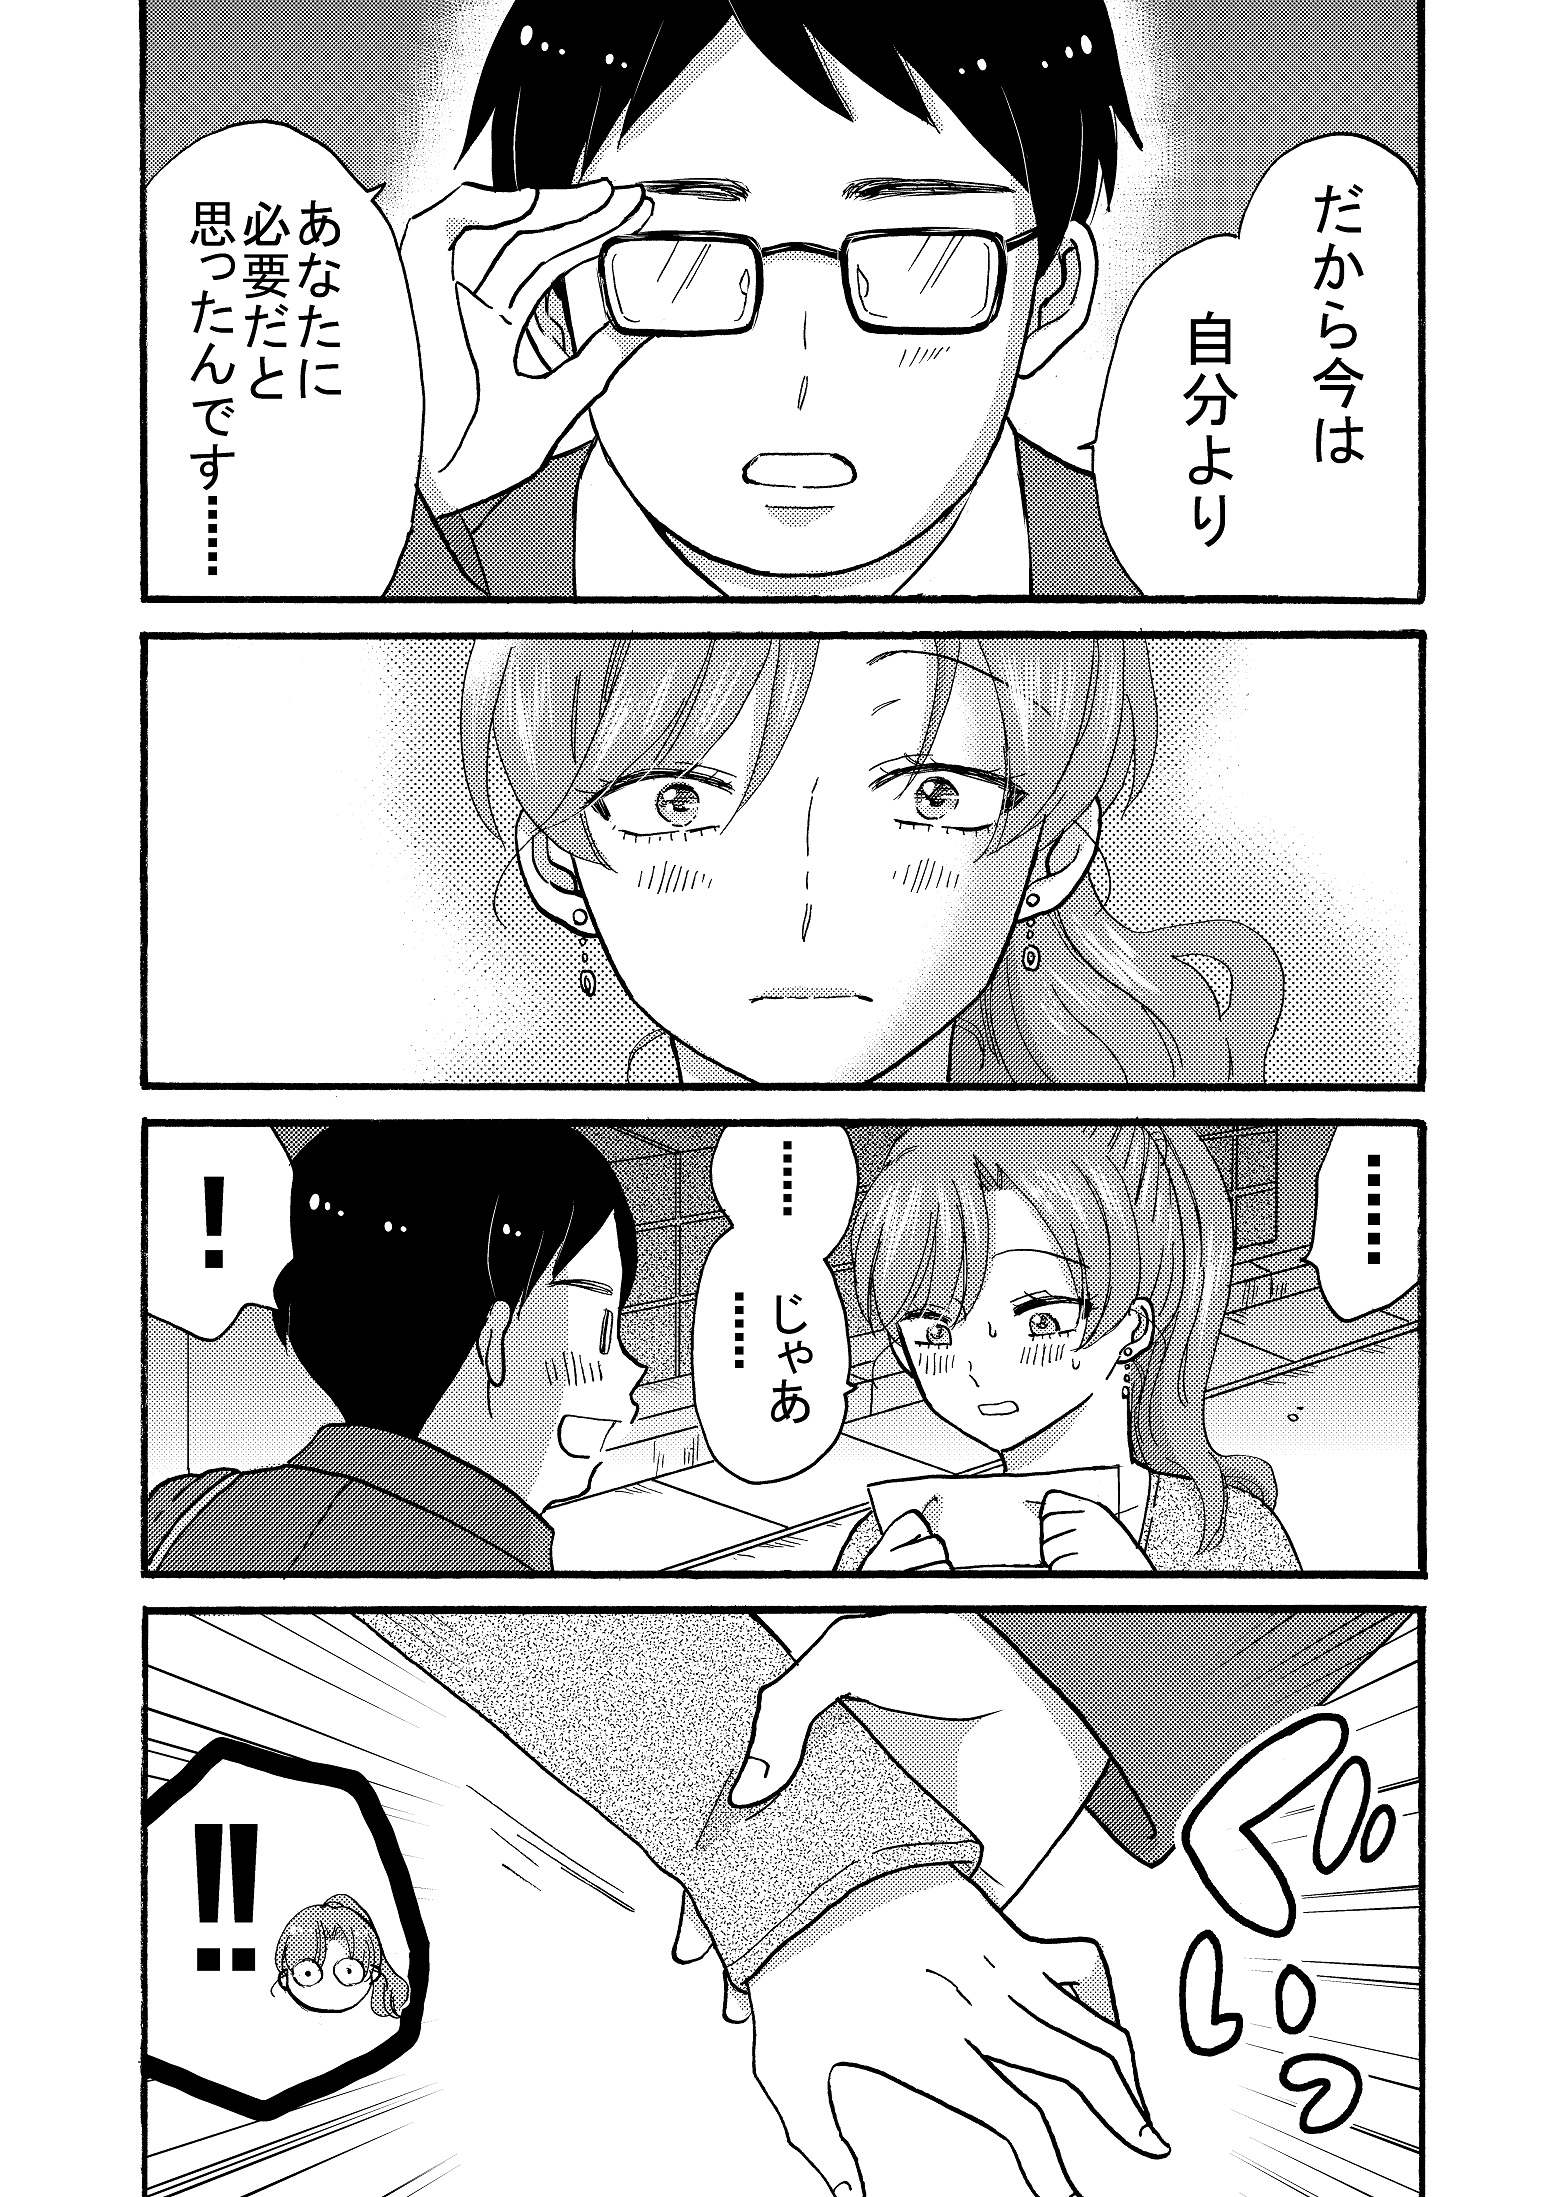 だから今は
自分より
あなたに
必要だと
思ったんです……
……
……じゃあ
……
！
ぐいっ
!!